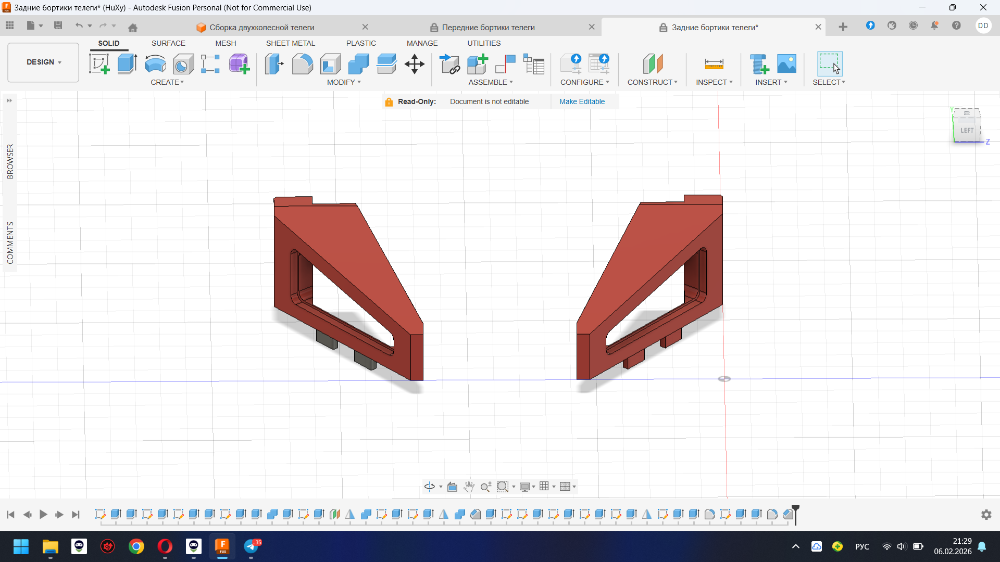 Задние бортики телеги* (HuXy) - Autodesk Fusion Personal (Not for Commercial Use)
Сборка двухколесной телеги
Передние бортики телеги
Задние бортики телеги*
DD
SOLID
SURFACE
MESH
SHEET METAL
PLASTIC
MANAGE
UTILITIES
DESIGN
CREATE
MODIFY
ASSEMBLE
CONFIGURE
CONSTRUCT
INSPECT
INSERT
SELECT
Read-Only:
Document is not editable
Make Editable
BROWSER
COMMENTS
Y
LEFT
Z
FUS
35
РУС
21:29
06.02.2026